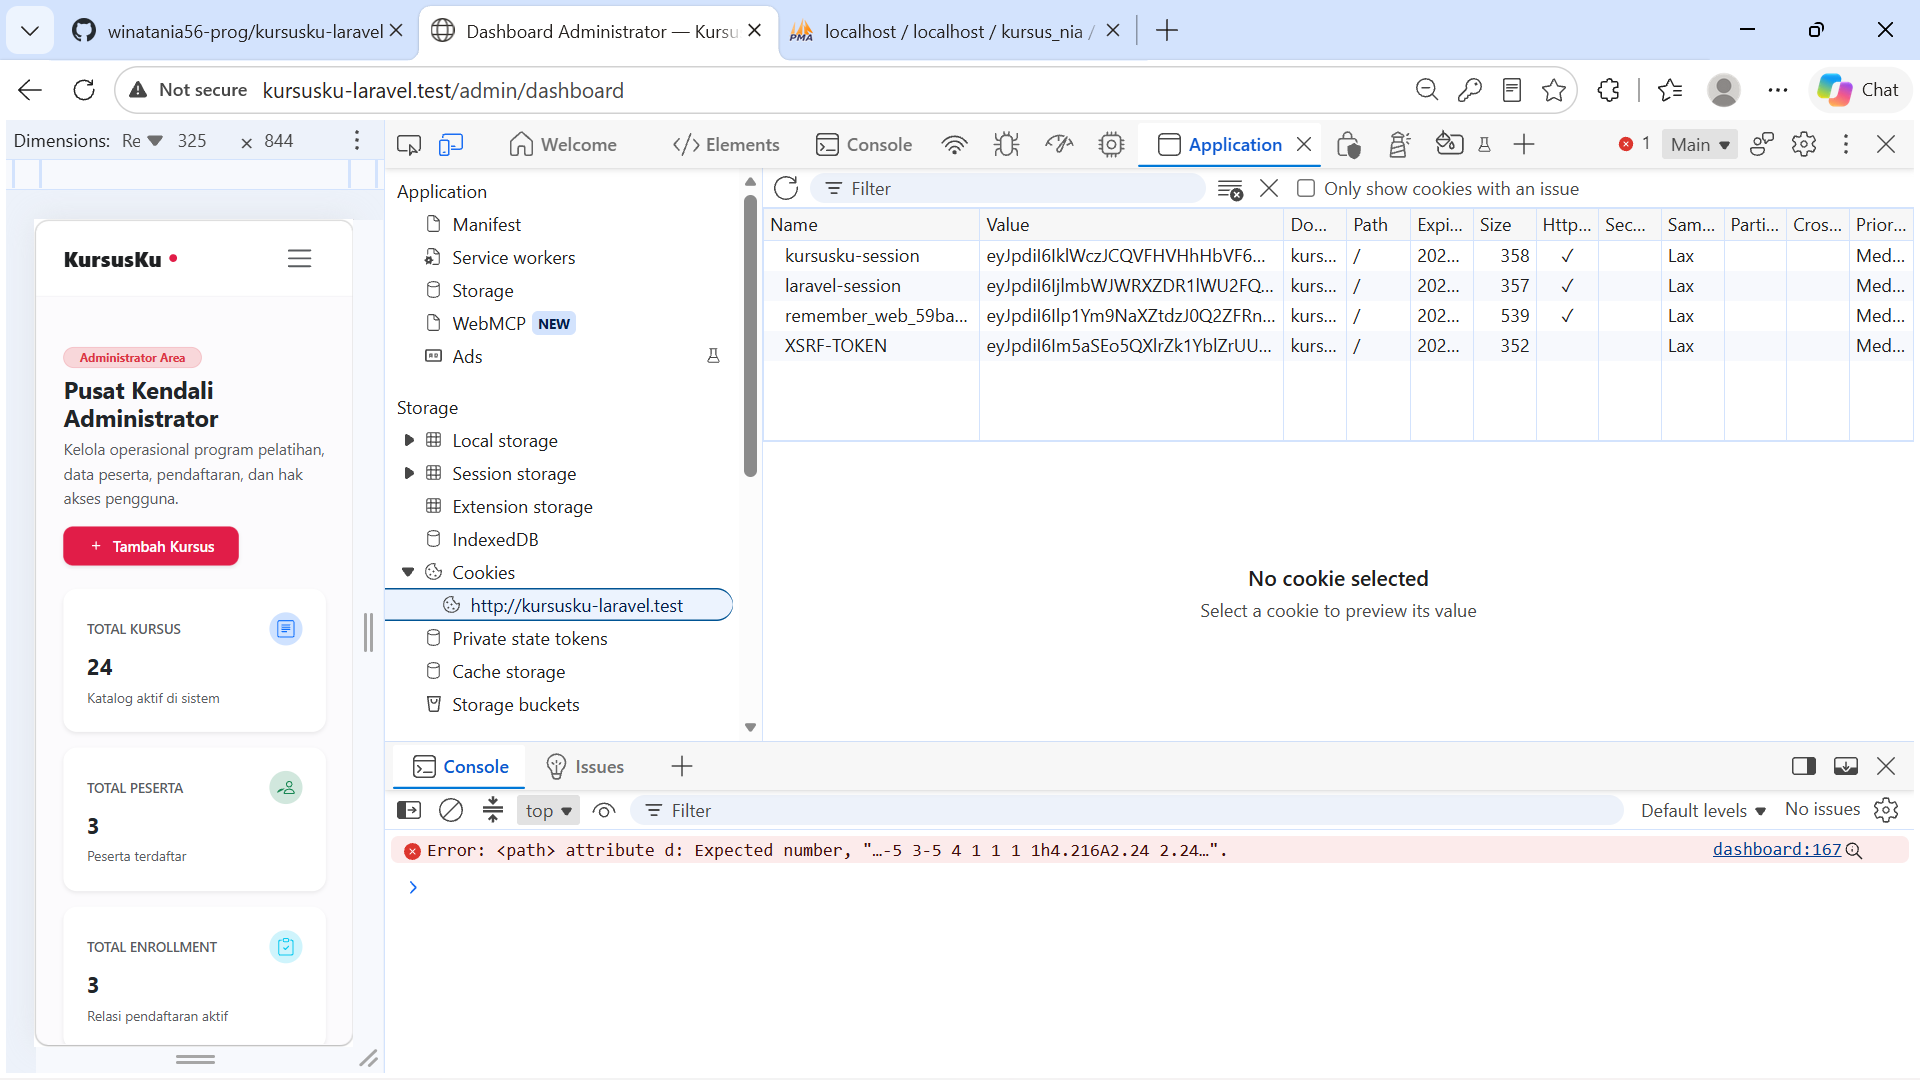 winatania56-prog/kursusku-laravel
Dashboard Administrator — Kursu
localhost / localhost / kursus_nia /
Not secure
kursusku-laravel.test/admin/dashboard
Chat
Dimensions: Re 325 × 844
Welcome
Elements
Console
Application
1
Main
Application
Manifest
Service workers
Storage
WebMCP NEW
Ads
Storage
Local storage
Session storage
Extension storage
IndexedDB
Cookies
http://kursusku-laravel.test
Private state tokens
Cache storage
Storage buckets
Filter
Only show cookies with an issue
Name Value Do... Path Expi... Size Http... Sec... Sam... Parti... Cros... Prior...
kursusku-session eyJpdiI6IklWczJCQVFHVHhHbVF6... kurs... / 202... 358 ✓ Lax Med...
laravel-session eyJpdiI6IjlmbWJWRXZDR1lWU2FQ... kurs... / 202... 357 ✓ Lax Med...
remember_web_59ba... eyJpdiI6Ilp1Ym9NaXZtdzJ0Q2ZFRn... kurs... / 202... 539 ✓ Lax Med...
XSRF-TOKEN eyJpdiI6Im5aSEo5QXlrZk1YblZrUU... kurs... / 202... 352 Lax Med...
No cookie selected
Select a cookie to preview its value
KursusKu
Administrator Area
Pusat Kendali
Administrator
Kelola operasional program pelatihan,
data peserta, pendaftaran, dan hak
akses pengguna.
+ Tambah Kursus
TOTAL KURSUS
24
Katalog aktif di sistem
TOTAL PESERTA
3
Peserta terdaftar
TOTAL ENROLLMENT
3
Relasi pendaftaran aktif
Console
Issues
top
Filter
Default levels
No issues
Error: <path> attribute d: Expected number, "…-5 3-5 4 1 1 1 1h4.216A2.24 2.24…".
dashboard:167